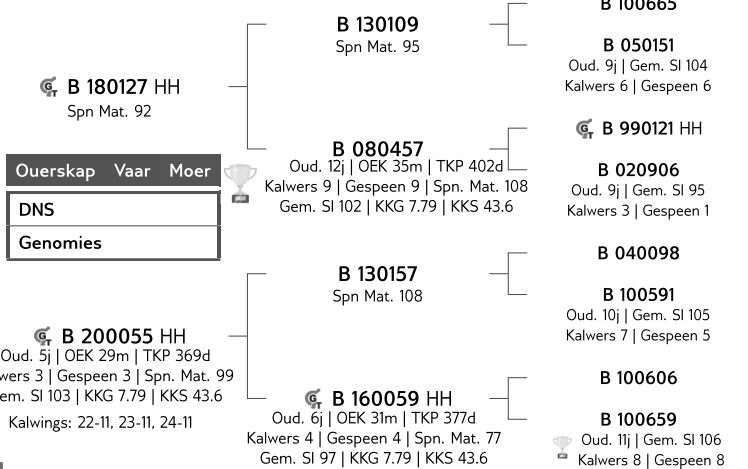 B 100665
B 130109
Spn Mat. 95
B 050151
Oud. 9j | Gem. SI 104
Kalwers 6 | Gespeen 6
B 180127 HH
Spn Mat. 92
B 990121 HH
B 080457
Oud. 12j | OEK 35m | TKP 402d
Kalwers 9 | Gespeen 9 | Spn. Mat. 108
Gem. SI 102 | KKG 7.79 | KKS 43.6
B 020906
Oud. 9j | Gem. SI 95
Kalwers 3 | Gespeen 1
Ouerskap Vaar Moer
DNS
Genomies
B 040098
B 130157
Spn Mat. 108
B 100591
Oud. 10j | Gem. SI 105
Kalwers 7 | Gespeen 5
B 200055 HH
Oud. 5j | OEK 29m | TKP 369d
wers 3 | Gespeen 3 | Spn. Mat. 99
em. SI 103 | KKG 7.79 | KKS 43.6
Kalwings: 22-11, 23-11, 24-11
B 100606
B 160059 HH
Oud. 6j | OEK 31m | TKP 377d
Kalwers 4 | Gespeen 4 | Spn. Mat. 77
Gem. SI 97 | KKG 7.79 | KKS 43.6
B 100659
Oud. 11j | Gem. SI 106
Kalwers 8 | Gespeen 8